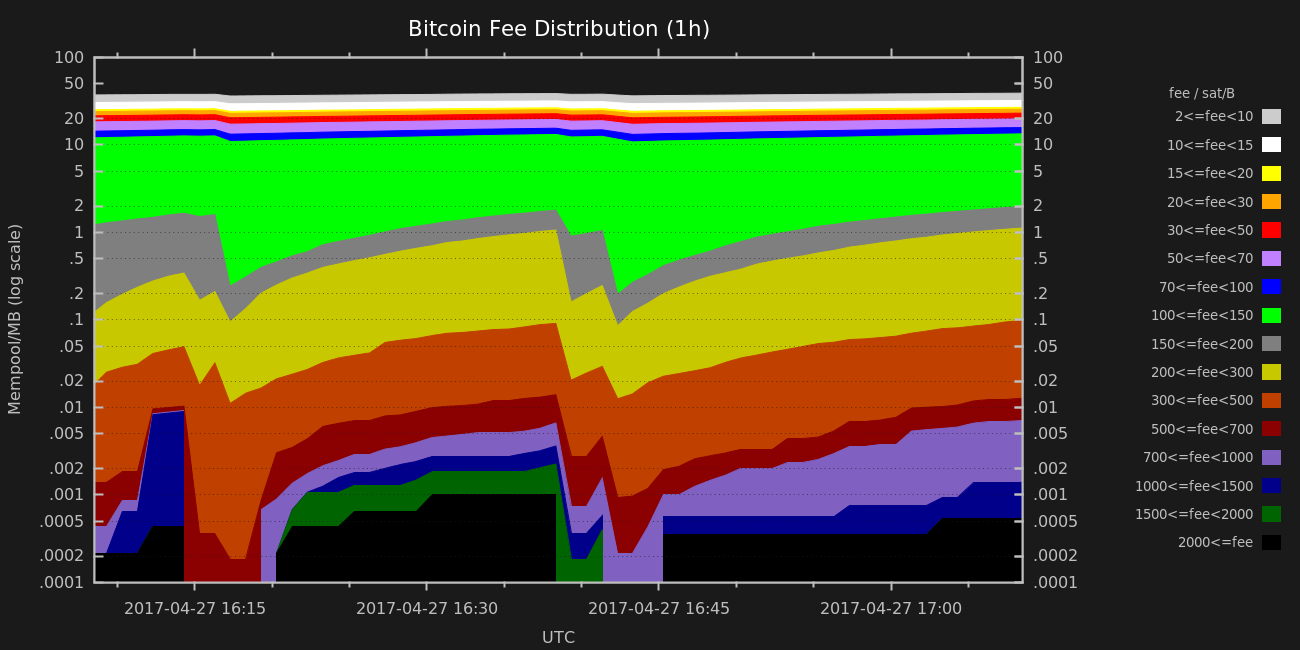 Bitcoin Fee Distribution (1h)
100
50
20
10
5
2
1
.5
.2
.1
.05
.02
.01
.005
.002
.001
.0005
.0002
.0001
Mempool/MB (log scale)
100
50
20
10
5
2
1
.5
.2
.1
.05
.02
.01
.005
.002
.001
.0005
.0002
.0001
2017-04-27 16:15
2017-04-27 16:30
2017-04-27 16:45
2017-04-27 17:00
UTC
fee / sat/B
2<=fee<10
10<=fee<15
15<=fee<20
20<=fee<30
30<=fee<50
50<=fee<70
70<=fee<100
100<=fee<150
150<=fee<200
200<=fee<300
300<=fee<500
500<=fee<700
700<=fee<1000
1000<=fee<1500
1500<=fee<2000
2000<=fee